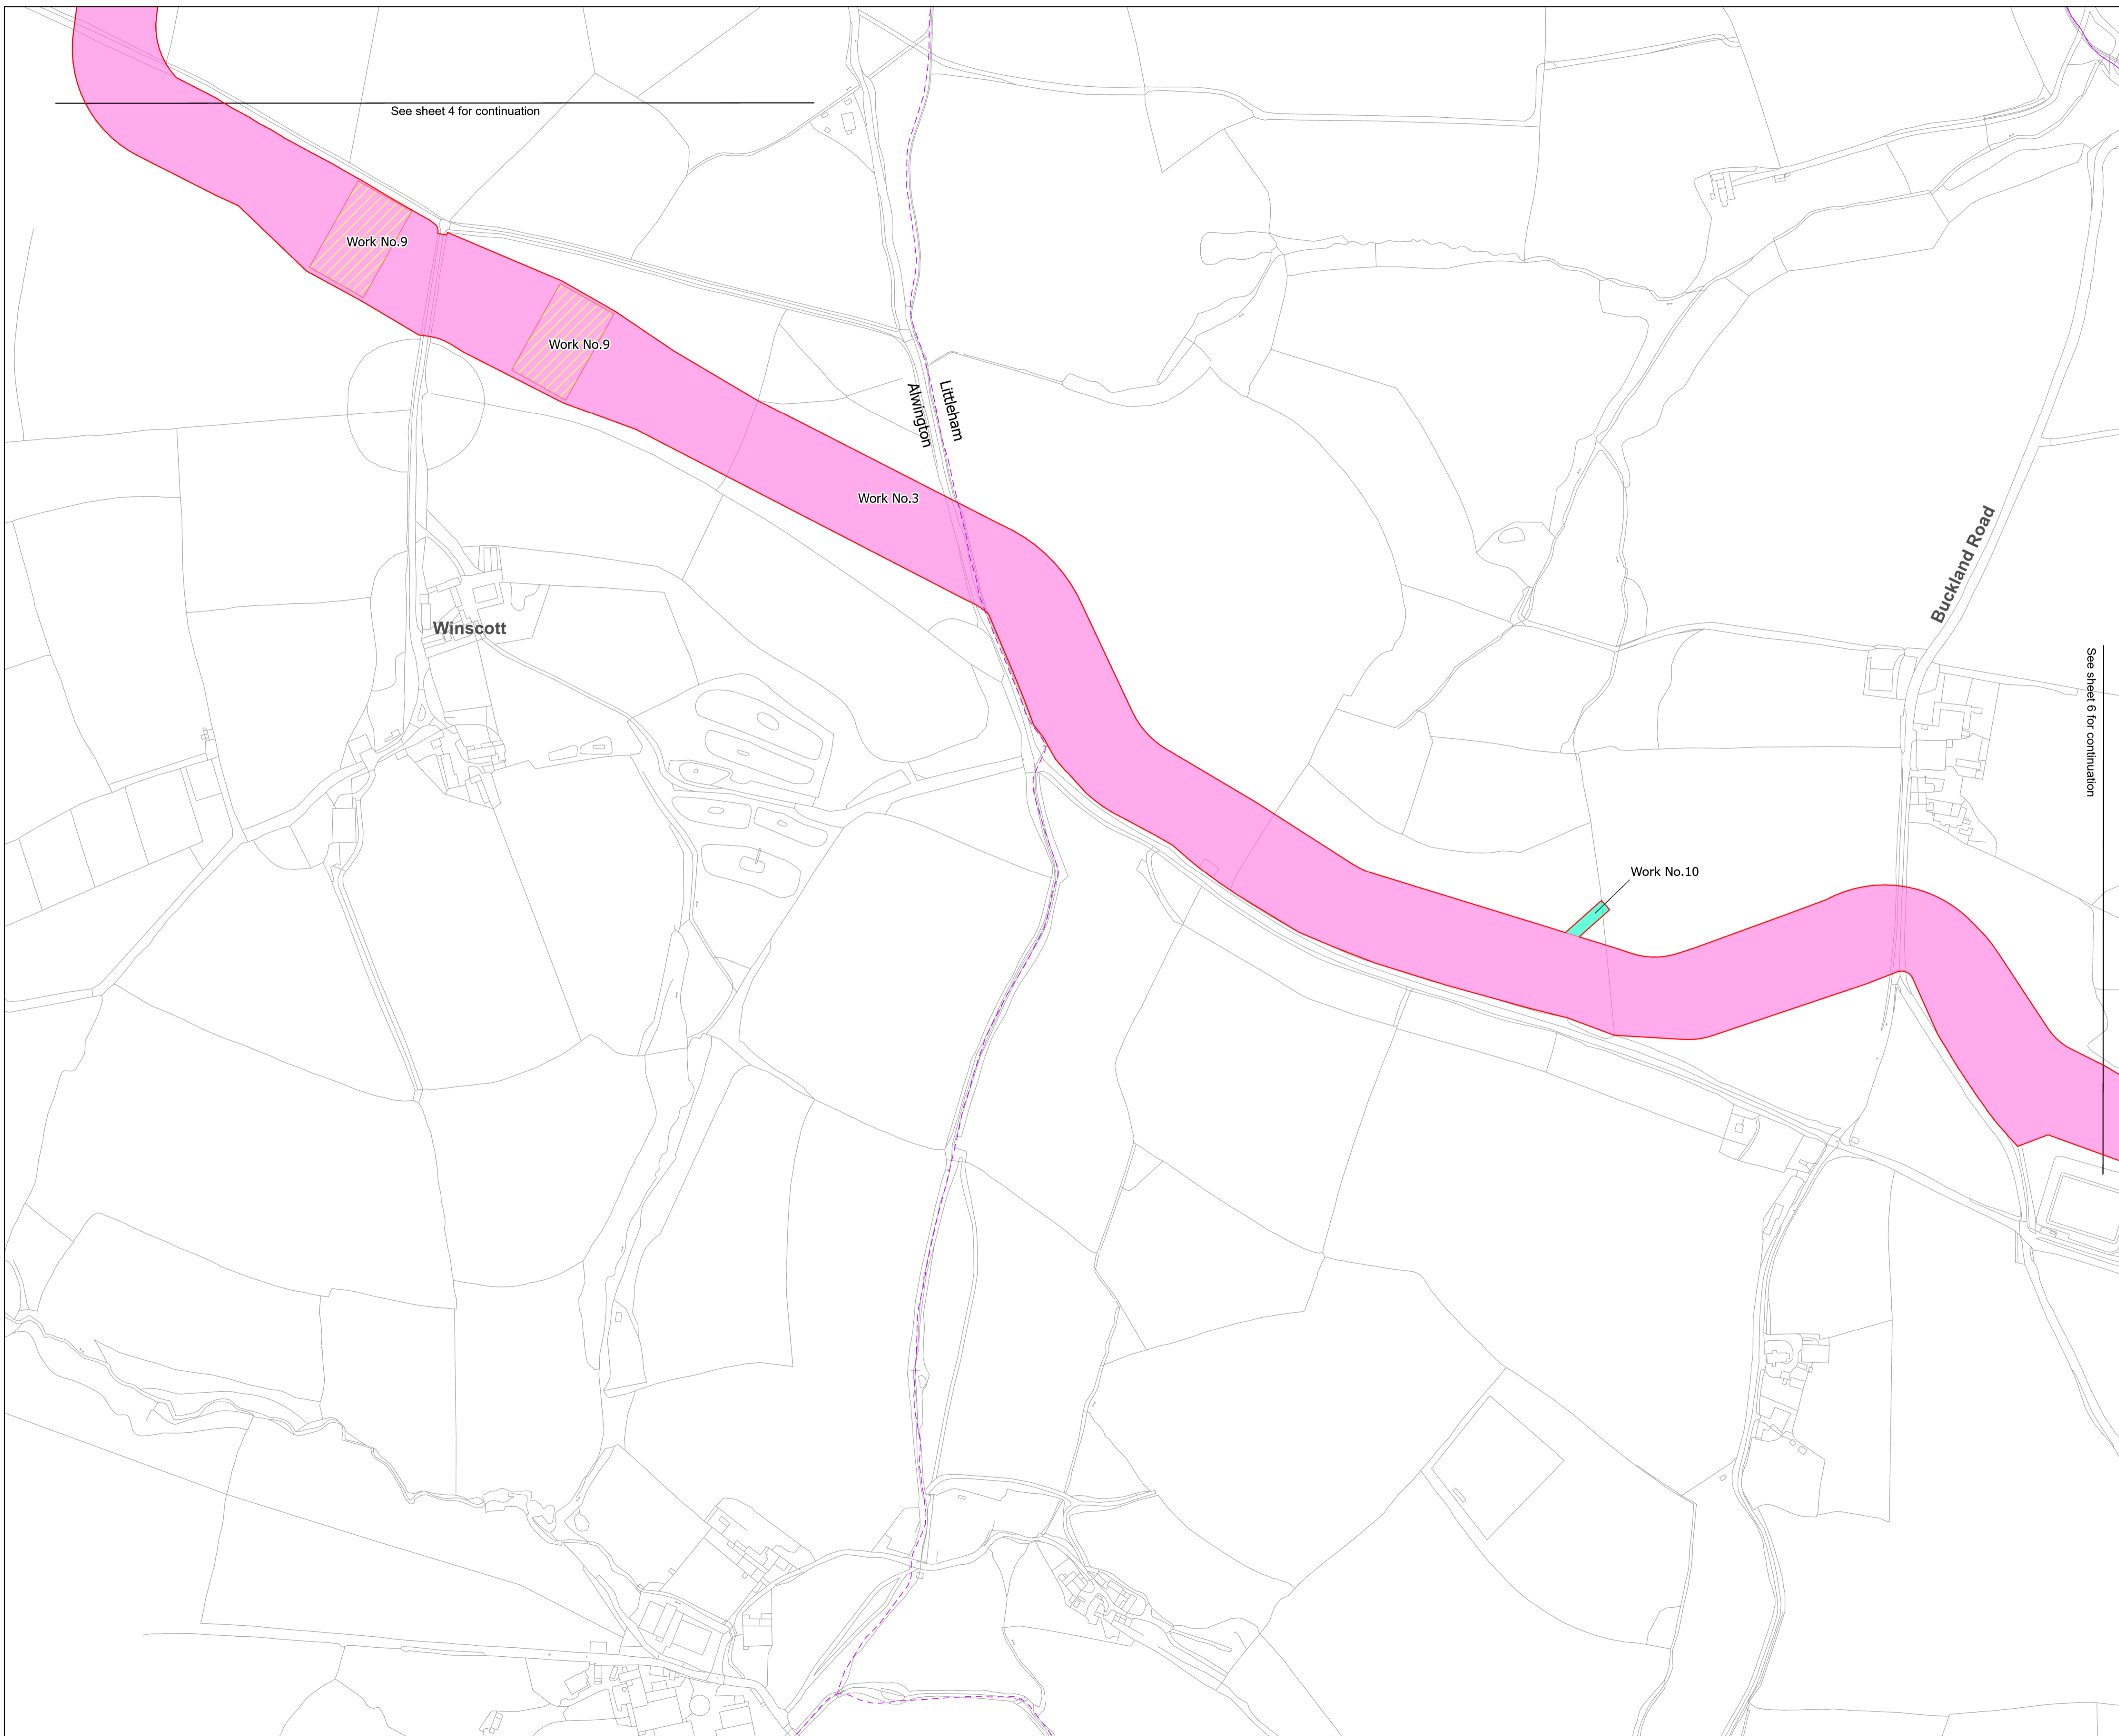 See sheet 4 for continuation
Work No.9
Work No.9
Alwington
Littleham
Work No.3
Buckland Road
Winscott
See sheet 6 for continuation
Work No.10